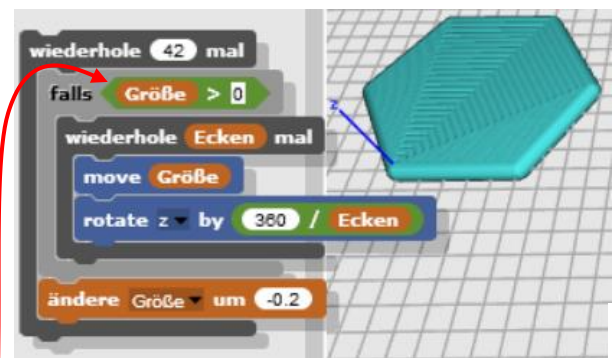 wiederhole 42 mal
falls Größe > 0
wiederhole Ecken mal
move Größe
rotate z by 360 / Ecken
ändere Größe um -0.2
z